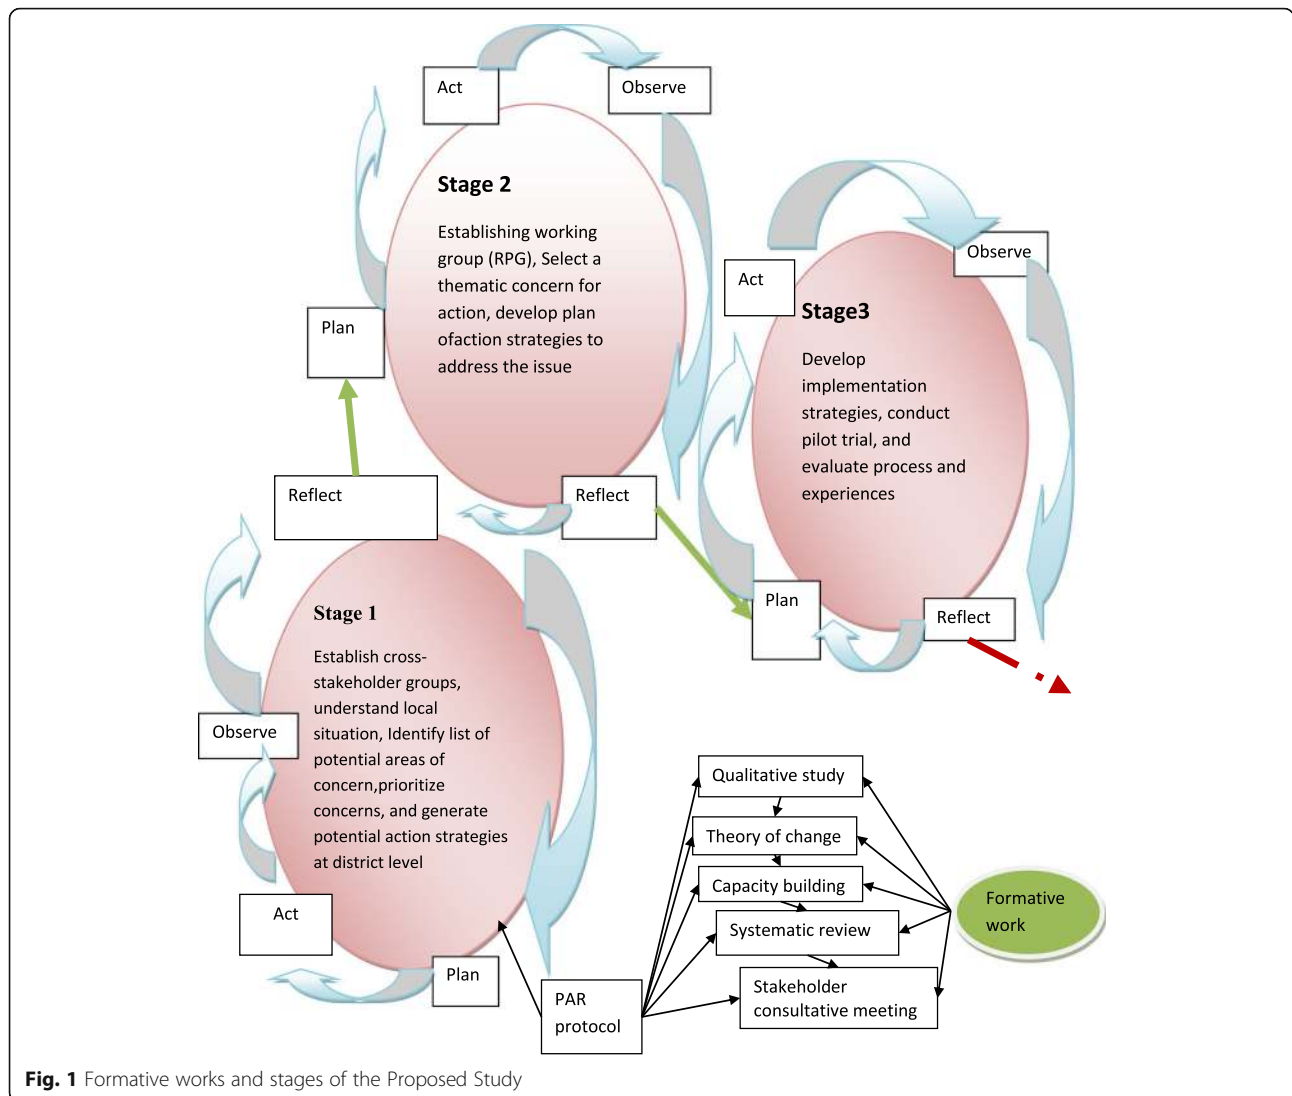 Act
Observe
Stage 2
Establishing working
group (RPG), Select a
thematic concern for
action, develop plan
ofaction strategies to
address the issue
Plan
Reflect
Reflect
Act
Observe
Stage3
Develop
implementation
strategies, conduct
pilot trial, and
evaluate process and
experiences
Plan
Reflect
Stage 1
Establish cross-
stakeholder groups,
understand local
situation, Identify list of
potential areas of
concern,prioritize
concerns, and generate
potential action strategies
at district level
Observe
Act
Plan
PAR
protocol
Qualitative study
Theory of change
Capacity building
Systematic review
Stakeholder
consultative meeting
Formative
work
Fig. 1 Formative works and stages of the Proposed Study